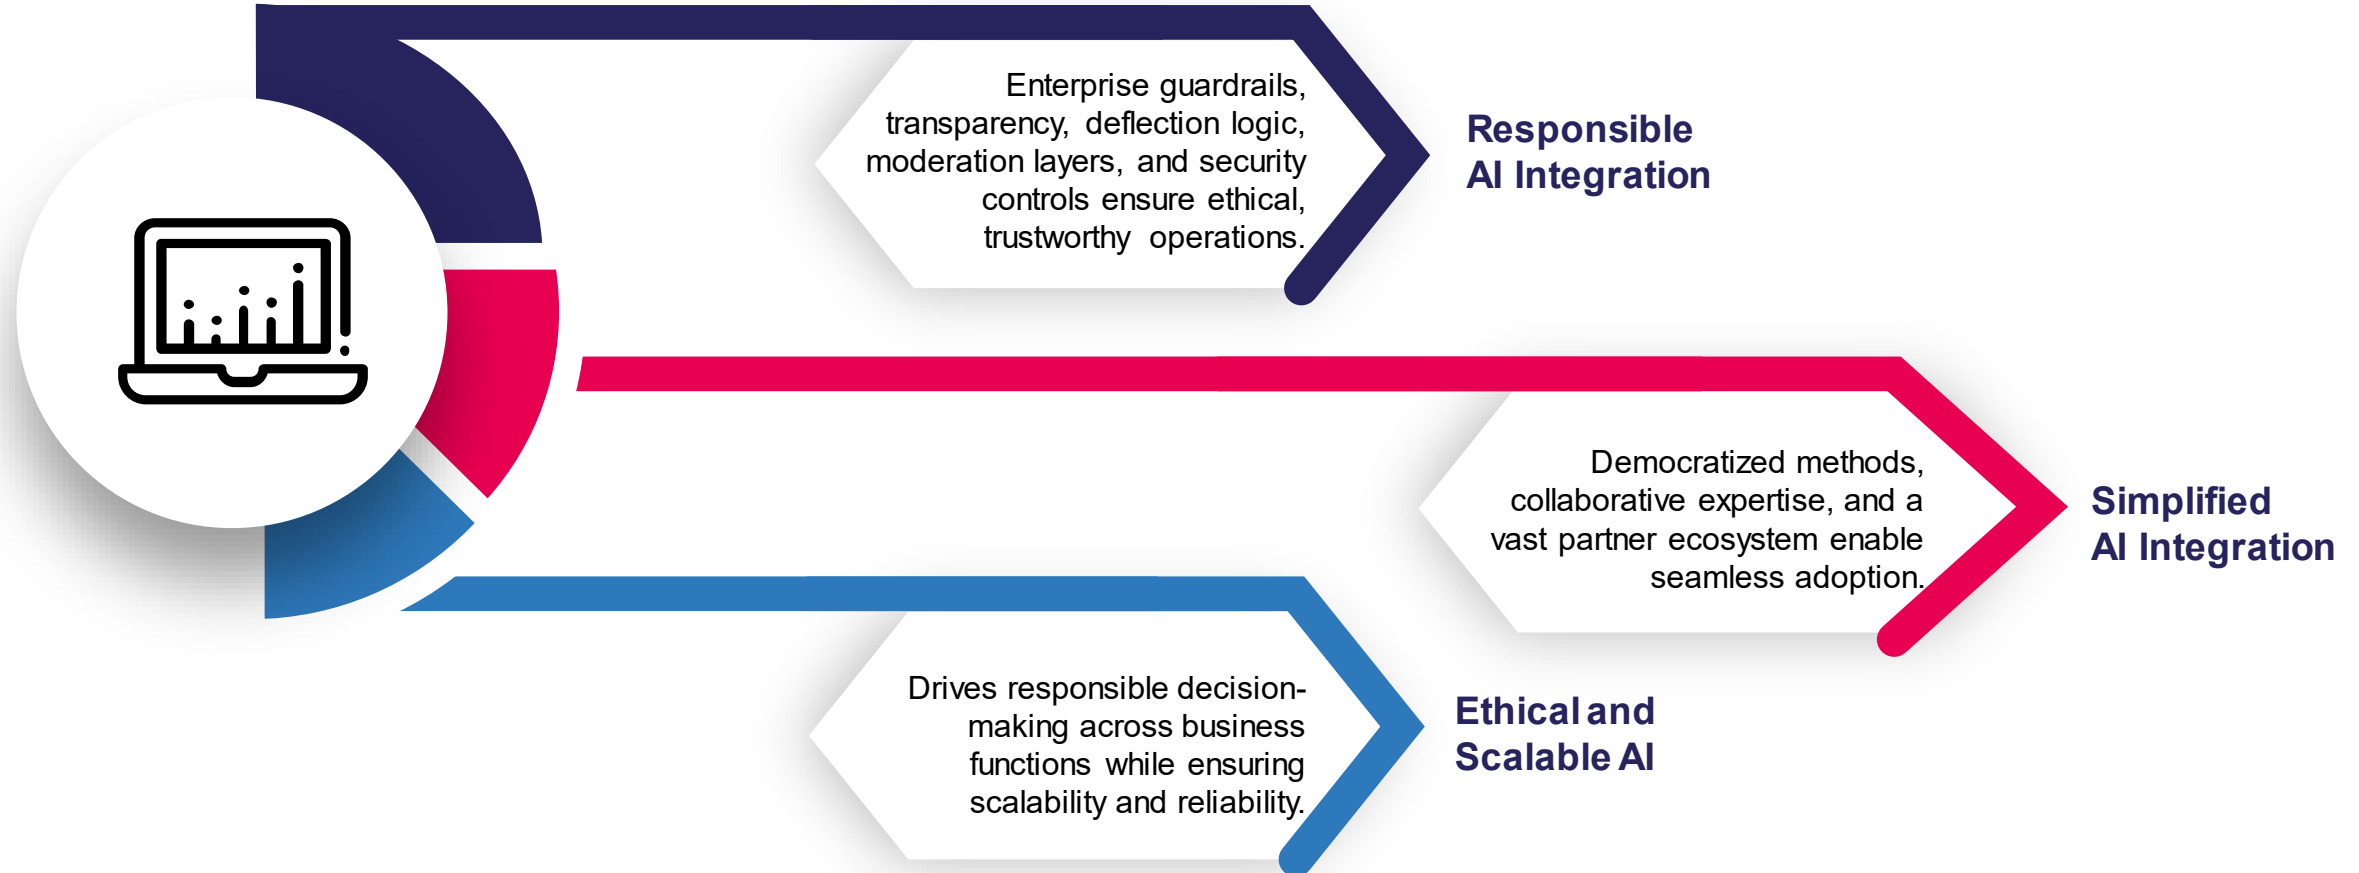 Enterprise guardrails,
transparency, deflection logic,
moderation layers, and security
controls ensure ethical,
trustworthy operations.
Responsible
AI Integration
Democratized methods,
collaborative expertise, and a
vast partner ecosystem enable
seamless adoption.
Simplified
AI Integration
Drives responsible decision-
making across business
functions while ensuring
scalability and reliability.
Ethical and
Scalable AI